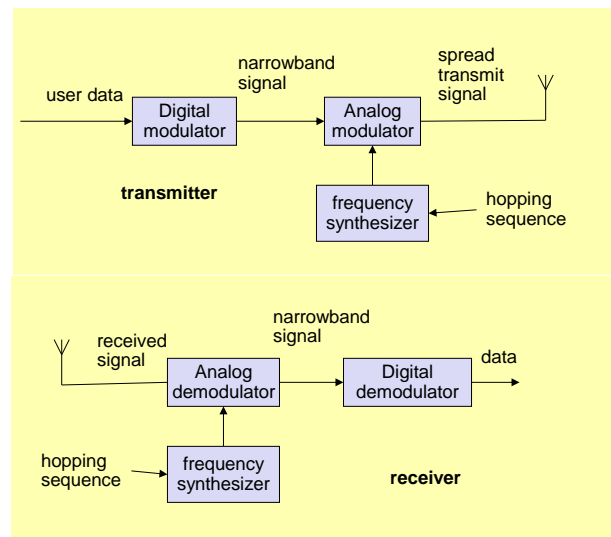 user data
narrowband
signal
spread
transmit
signal
Digital
modulator
Analog
modulator
transmitter
frequency
synthesizer
hopping
sequence
received
signal
narrowband
signal
Analog
demodulator
Digital
demodulator
data
hopping
sequence
frequency
synthesizer
receiver